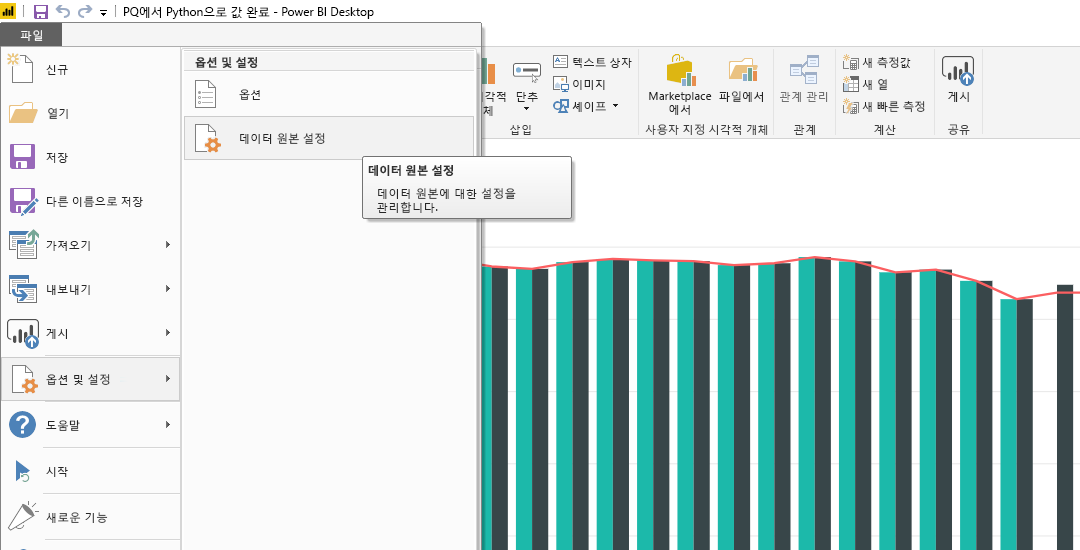 PQ에서 Python으로 값 완료 - Power BI Desktop
파일
신규
열기
저장
다른 이름으로 저장
가져오기
내보내기
게시
옵션 및 설정
도움말
시작
새로운 기능
옵션 및 설정
옵션
데이터 원본 설정
데이터 원본 설정
데이터 원본에 대한 설정을
관리합니다.
단추
텍스트 상자
이미지
셰이프
삽입
Marketplace
에서
파일에서
사용자 지정 시각적 개체
관계 관리
관계
새 측정값
새 열
새 빠른 측정
계산
게시
공유